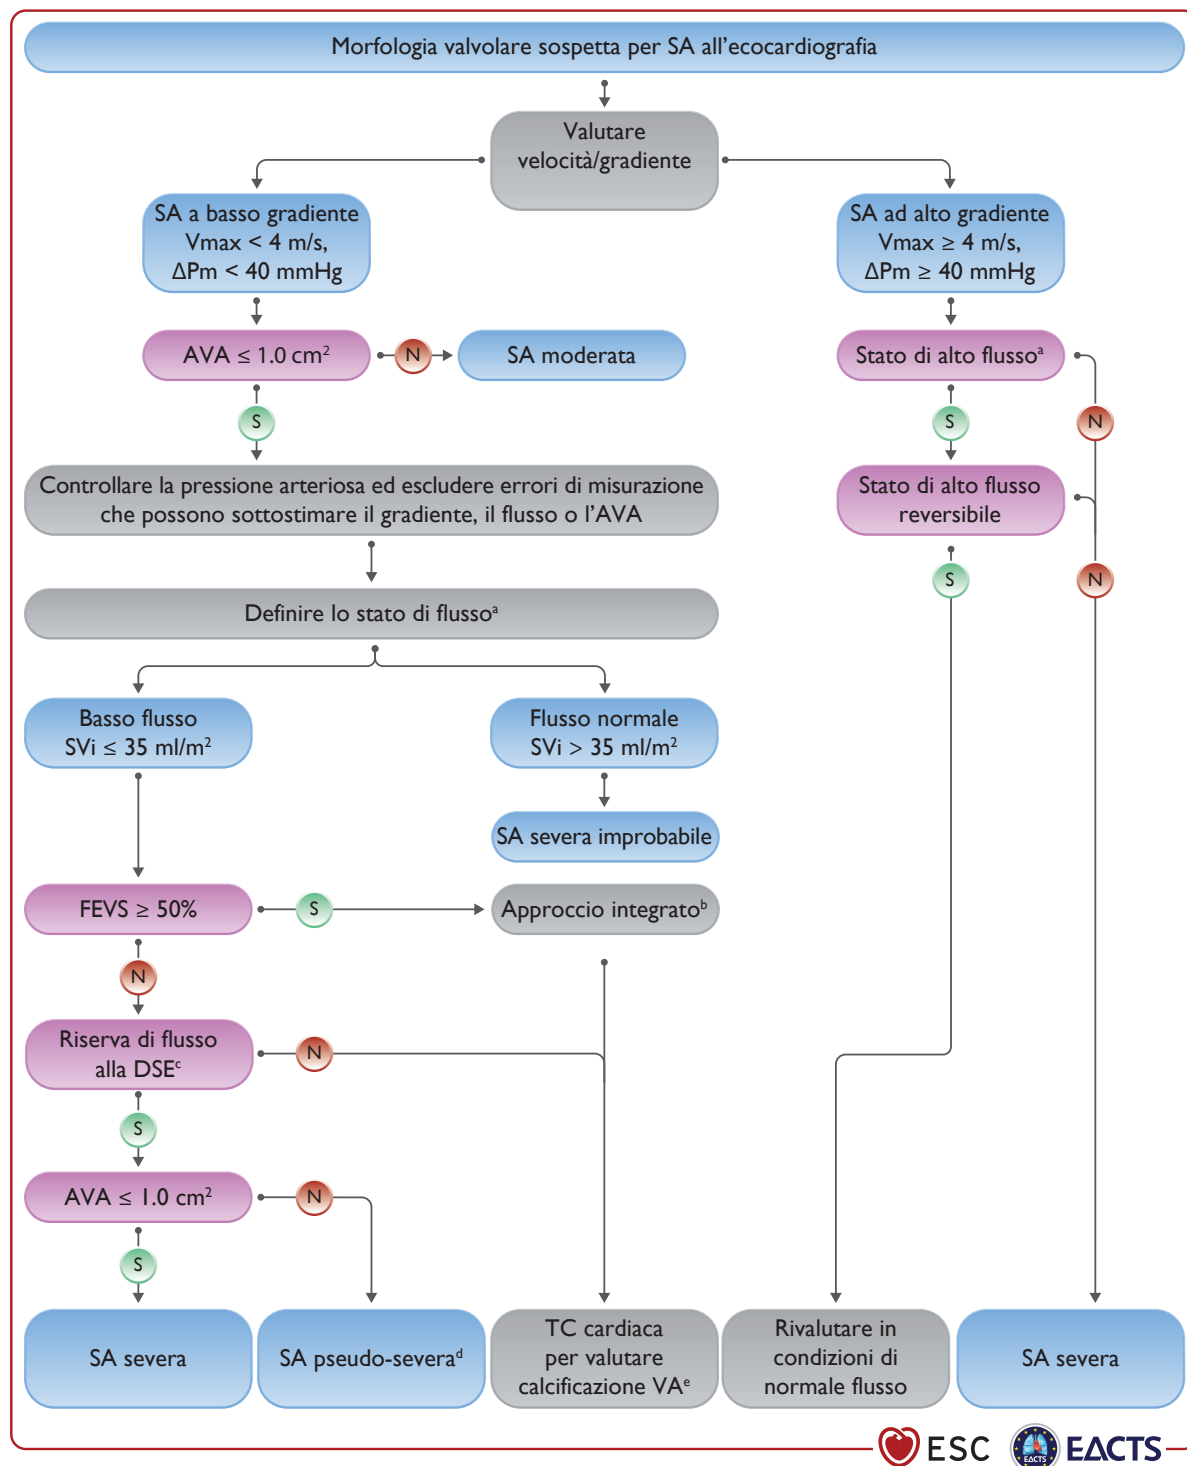 Morfologia valvolare sospetta per SA all'ecocardiografia
Valutare
velocità/gradiente
SA a basso gradiente
Vmax < 4 m/s,
ΔPm < 40 mmHg
SA ad alto gradiente
Vmax ≥ 4 m/s,
ΔPm ≥ 40 mmHg
AVA ≤ 1.0 cm²
N
SA moderata
Stato di alto flussoᵃ
S
S
N
Controllare la pressione arteriosa ed escludere errori di misurazione
che possono sottostimare il gradiente, il flusso o l'AVA
Stato di alto flusso
reversibile
S
N
Definire lo stato di flussoᵃ
Basso flusso
SVi ≤ 35 ml/m²
Flusso normale
SVi > 35 ml/m²
SA severa improbabile
FEVS ≥ 50%
S
Approccio integratoᵇ
N
Riserva di flusso
alla DSEᶜ
N
S
AVA ≤ 1.0 cm²
N
S
SA severa
SA pseudo-severaᵈ
TC cardiaca
per valutare
calcificazione VAᵉ
Rivalutare in
condizioni di
normale flusso
SA severa
ESC
EACTS
EACTS